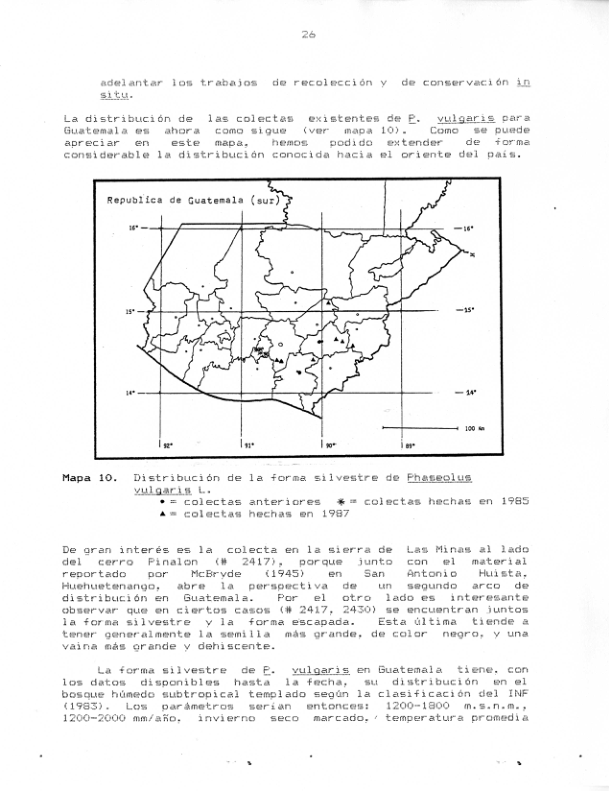 26
adelantar los trabajos de recolección y de conservación in
situ.
La distribución de las colectas existentes de P. vulgaris para
Guatemala es ahora como sigue (ver mapa 10). Como se puede
apreciar en este mapa, hemos podido extender de forma
considerable la distribución conocida hacia el oriente del país.
Republica de Guatemala (sur)
16° 16°
15° 15°
14° 14°
100 Km
92° 91° 90° 89°
Mapa 10. Distribución de la forma silvestre de Phaseolus
vulgaris L.
• = colectas anteriores * = colectas hechas en 1985
▲ = colectas hechas en 1987
De gran interés es la colecta en la sierra de Las Minas al lado
del cerro Pinalon (# 2417), porque junto con el material
reportado por McBryde (1945) en San Antonio Huista,
Huehuetenango, abre la perspectiva de un segundo arco de
distribución en Guatemala. Por el otro lado es interesante
observar que en ciertos casos (# 2417, 2430) se encuentran juntos
la forma silvestre y la forma escapada. Esta última tiende a
tener generalmente la semilla más grande, de color negro, y una
vaina más grande y dehiscente.
La forma silvestre de P. vulgaris en Guatemala tiene, con
los datos disponibles hasta la fecha, su distribución en el
bosque húmedo subtropical templado según la clasificación del INF
(1983). Los parámetros serian entonces: 1200-1800 m.s.n.m.,
1200-2000 mm/año, invierno seco marcado, temperatura promedia